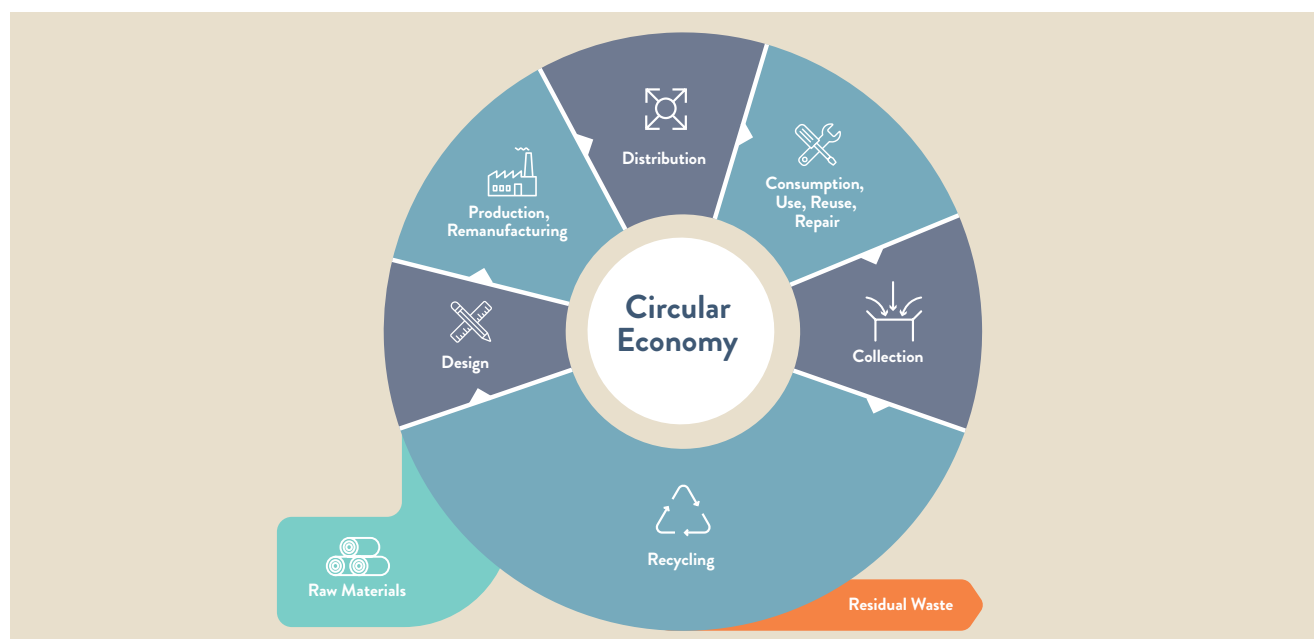 Distribution
Consumption,
Use, Reuse,
Repair
Production,
Remanufacturing
Circular
Economy
Design
Collection
Recycling
Raw Materials
Residual Waste